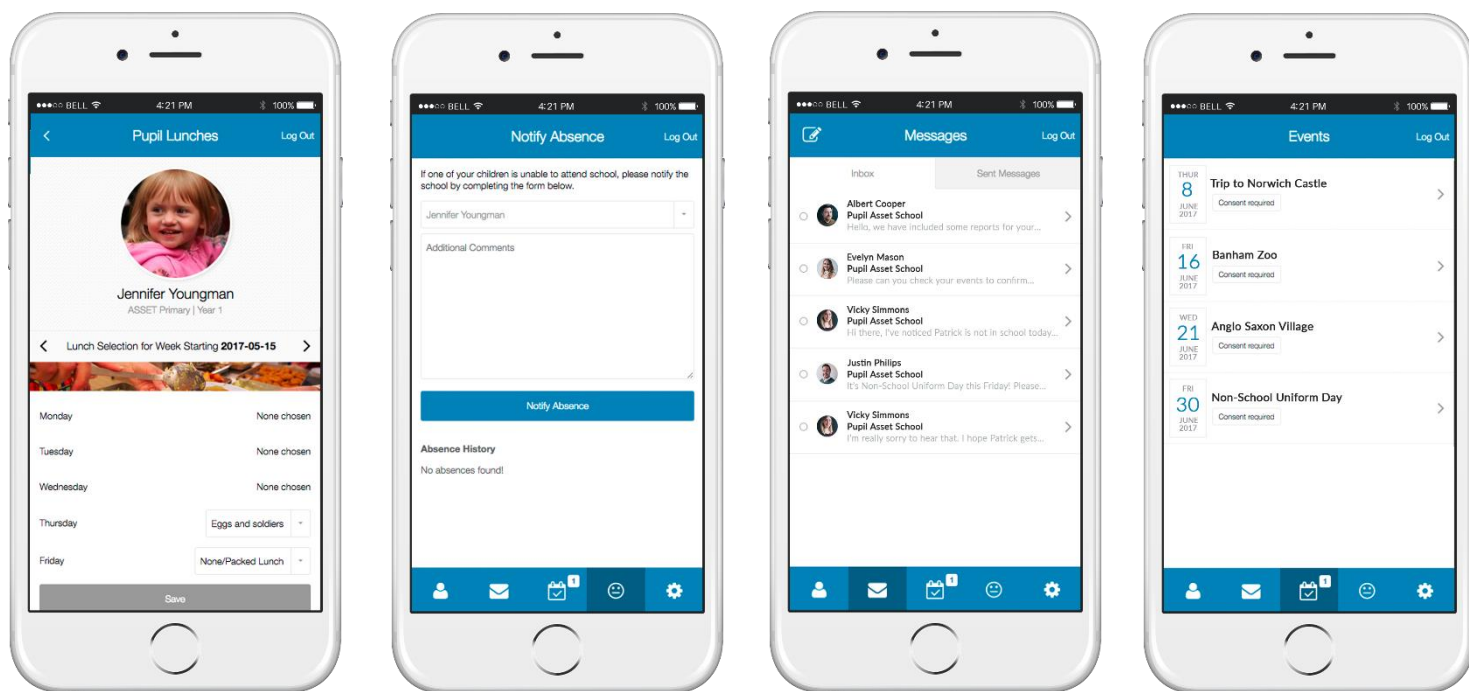 BELL 4:21 PM 100%
Pupil Lunches Log Out
Jennifer Youngman
ASSET Primary | Year 1
Lunch Selection for Week Starting 2017-05-15
Monday None chosen
Tuesday None chosen
Wednesday None chosen
Thursday Eggs and soldiers
Friday None/Packed Lunch
Save
BELL 4:21 PM 100%
Notify Absence Log Out
If one of your children is unable to attend school, please notify the
school by completing the form below.
Jennifer Youngman
Additional Comments
Notify Absence
Absence History
No absences found!
1
BELL 4:21 PM 100%
Messages Log Out
Inbox Sent Messages
Albert Cooper
Pupil Asset School
Hello, we have included some reports for your...
Evelyn Mason
Pupil Asset School
Please can you check your events to confirm...
Vicky Simmons
Pupil Asset School
Hi there, I've noticed Patrick is not in school today...
Justin Philips
Pupil Asset School
It's Non-School Uniform Day this Friday! Please...
Vicky Simmons
Pupil Asset School
I'm really sorry to hear that. I hope Patrick gets...
1
BELL 4:21 PM 100%
Events Log Out
THUR
8
JUNE
2017
Trip to Norwich Castle
Consent required
FRI
16
JUNE
2017
Banham Zoo
Consent required
WED
21
JUNE
2017
Anglo Saxon Village
Consent required
FRI
30
JUNE
2017
Non-School Uniform Day
Consent required
1